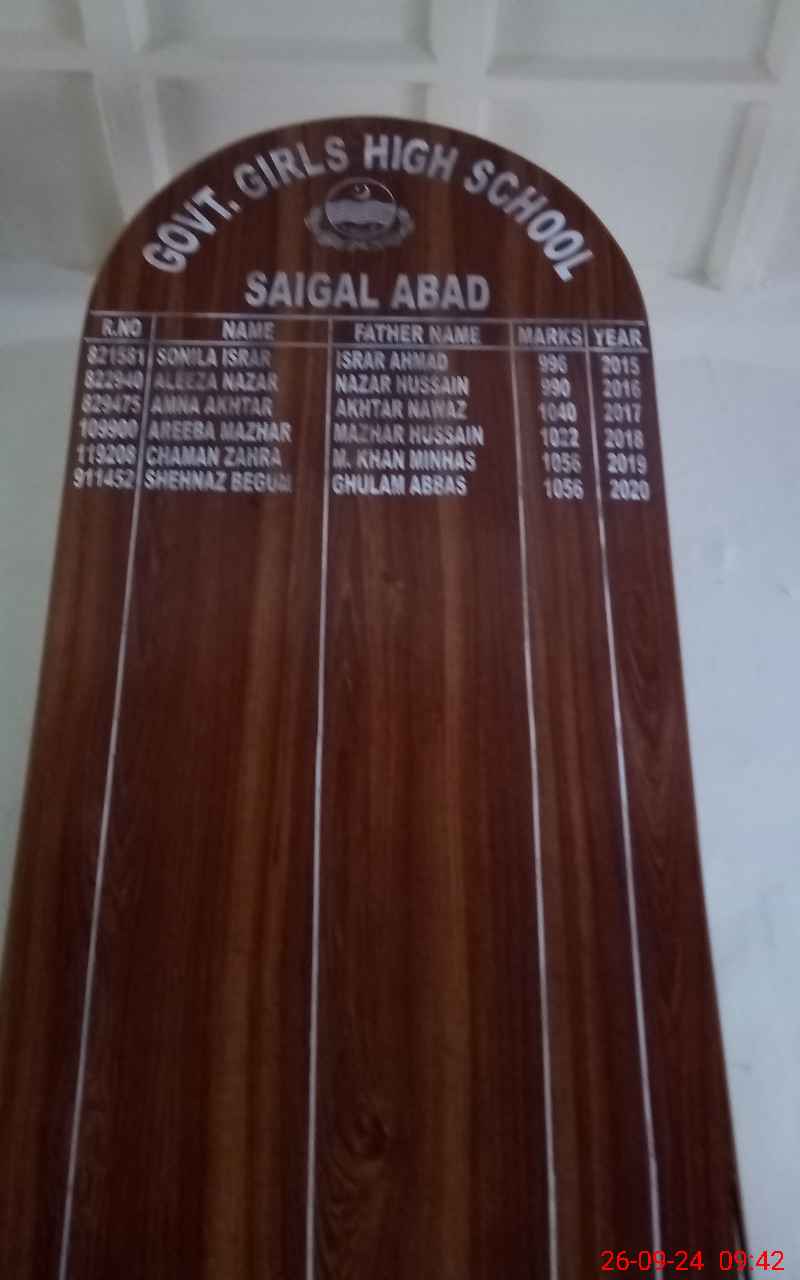 GOVT. GIRLS HIGH SCHOOL
SAIGAL ABAD
R.NO NAME FATHER NAME MARKS YEAR
821581 SONILA ISRAR ISRAR AHMAD 996 2015
822940 ALEEZA NAZAR NAZAR HUSSAIN 990 2016
829475 AMNA AKHTAR AKHTAR NAWAZ 1040 2017
109900 AREEBA MAZHAR MAZHAR HUSSAIN 1022 2018
119208 CHAMAN ZAHRA M. KHAN MINHAS 1056 2019
911452 SHEHNAZ BEGUM GHULAM ABBAS 1056 2020
26-09-24 09:42